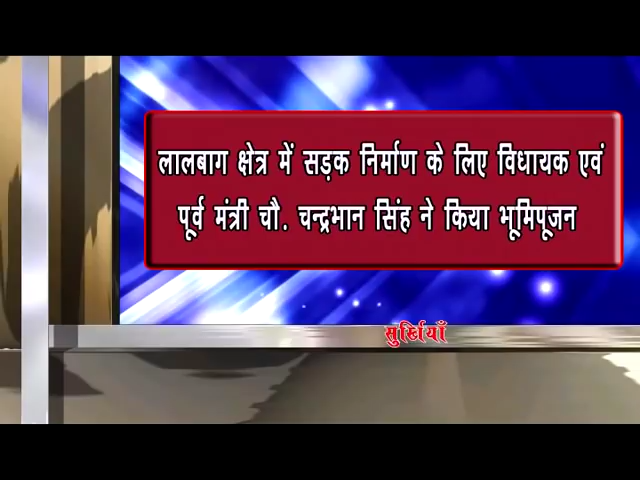 लालबाग क्षेत्र में सड़क निर्माण के लिए विधायक एवं
पूर्व मंत्री चौ. चन्द्रभान सिंह ने किया भूमिपूजन
सुर्खियाँ